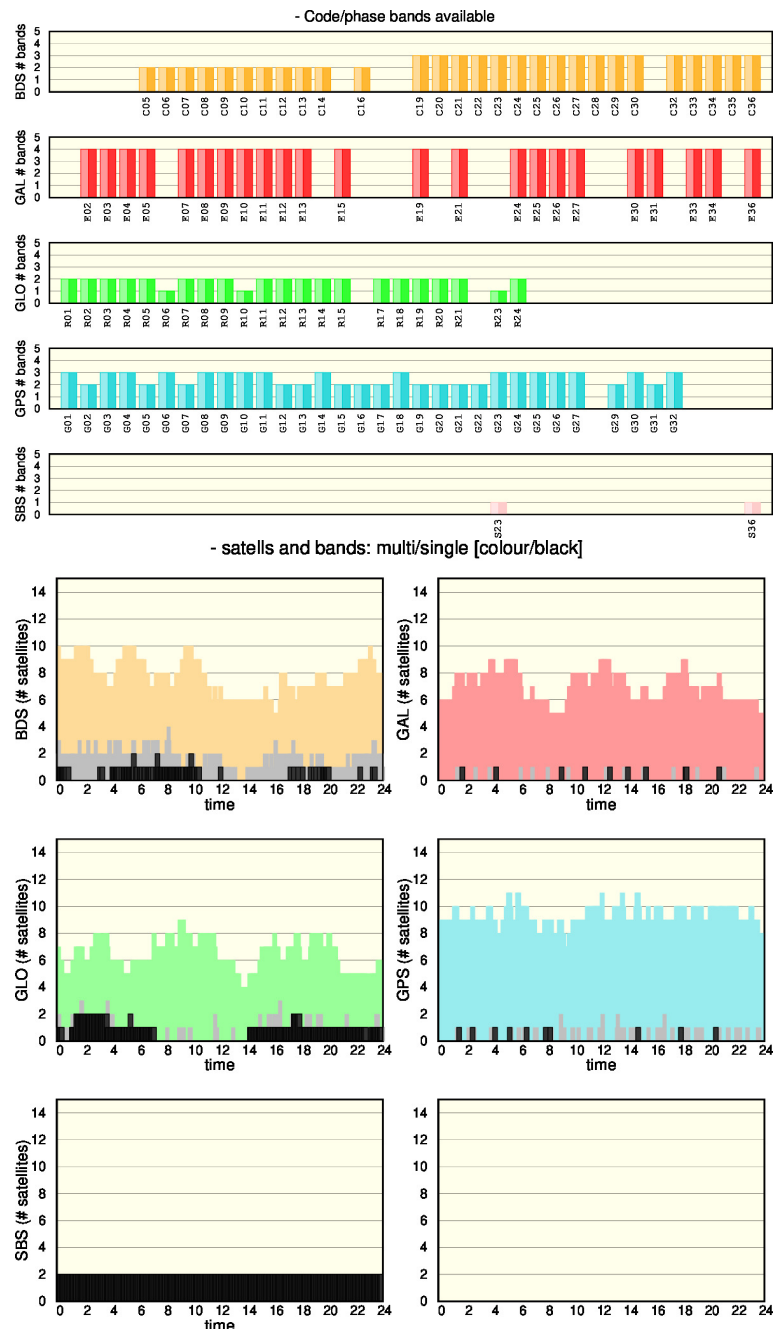 - Code/phase bands available
BDS # bands
5
4
3
2
1
0
C05 C06 C07 C08 C09 C10 C11 C12 C13 C14 C16 C19 C20 C21 C22 C23 C24 C25 C26 C27 C28 C29 C30 C32 C33 C34 C35 C36
GAL # bands
5
4
3
2
1
0
E02 E03 E04 E05 E07 E08 E09 E10 E11 E12 E13 E15 E19 E21 E24 E25 E26 E27 E30 E31 E33 E34 E36
GLO # bands
5
4
3
2
1
0
R01 R02 R03 R04 R05 R06 R07 R08 R09 R10 R11 R12 R13 R14 R15 R17 R18 R19 R20 R21 R23 R24
GPS # bands
5
4
3
2
1
0
G01 G02 G03 G04 G05 G06 G07 G08 G09 G10 G11 G12 G13 G14 G15 G16 G17 G18 G19 G20 G21 G22 G23 G24 G25 G26 G27 G29 G30 G31 G32
SBS # bands
5
4
3
2
1
0
S23 S36
- satells and bands: multi/single [colour/black]
BDS (# satellites)
14
12
10
8
6
4
2
0
0 2 4 6 8 10 12 14 16 18 20 22 24
time
GAL (# satellites)
14
12
10
8
6
4
2
0
0 2 4 6 8 10 12 14 16 18 20 22 24
time
GLO (# satellites)
14
12
10
8
6
4
2
0
0 2 4 6 8 10 12 14 16 18 20 22 24
time
GPS (# satellites)
14
12
10
8
6
4
2
0
0 2 4 6 8 10 12 14 16 18 20 22 24
time
SBS (# satellites)
14
12
10
8
6
4
2
0
0 2 4 6 8 10 12 14 16 18 20 22 24
time
14
12
10
8
6
4
2
0
0 2 4 6 8 10 12 14 16 18 20 22 24